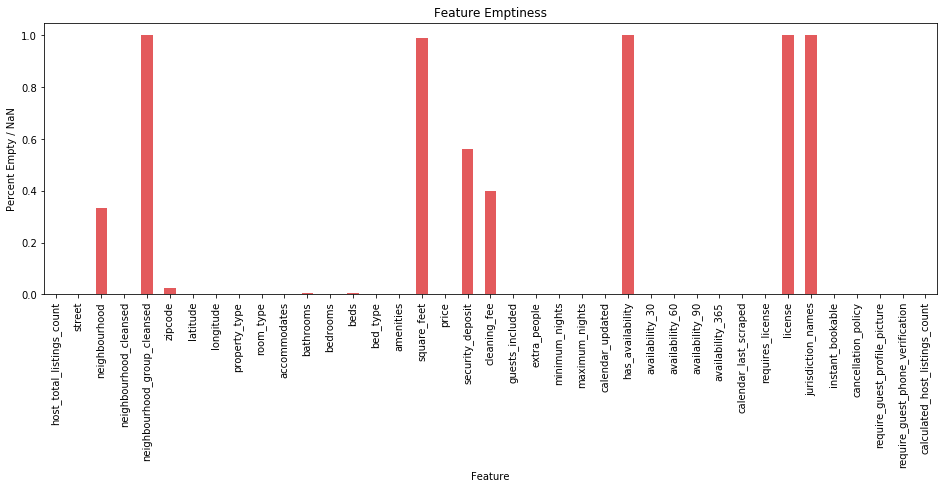 Feature Emptiness
Percent Empty / NaN
1.0
0.8
0.6
0.4
0.2
0.0
host_total_listings_count
street
neighbourhood
neighbourhood_cleansed
neighbourhood_group_cleansed
zipcode
latitude
longitude
property_type
room_type
accommodates
bathrooms
bedrooms
beds
bed_type
amenities
square_feet
price
security_deposit
cleaning_fee
guests_included
extra_people
minimum_nights
maximum_nights
calendar_updated
has_availability
availability_30
availability_60
availability_90
availability_365
calendar_last_scraped
requires_license
license
jurisdiction_names
instant_bookable
cancellation_policy
require_guest_profile_picture
require_guest_phone_verification
calculated_host_listings_count
Feature